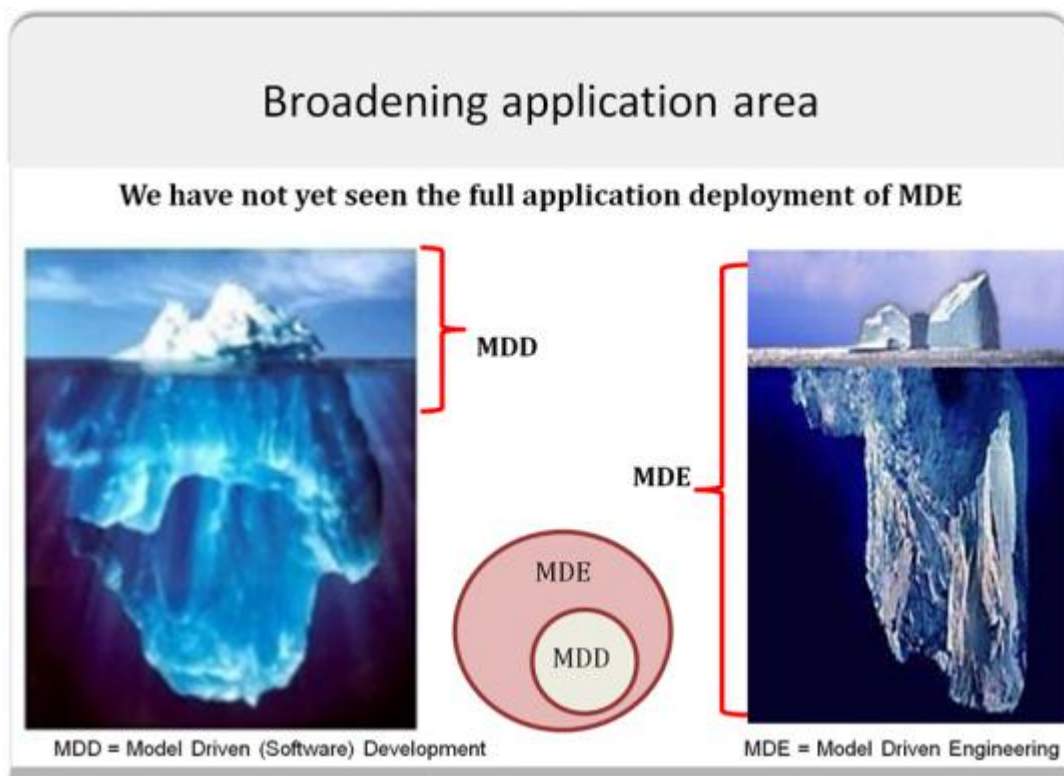 Broadening application area
We have not yet seen the full application deployment of MDE
MDD
MDE
MDE
MDD
MDD = Model Driven (Software) Development
MDE = Model Driven Engineering